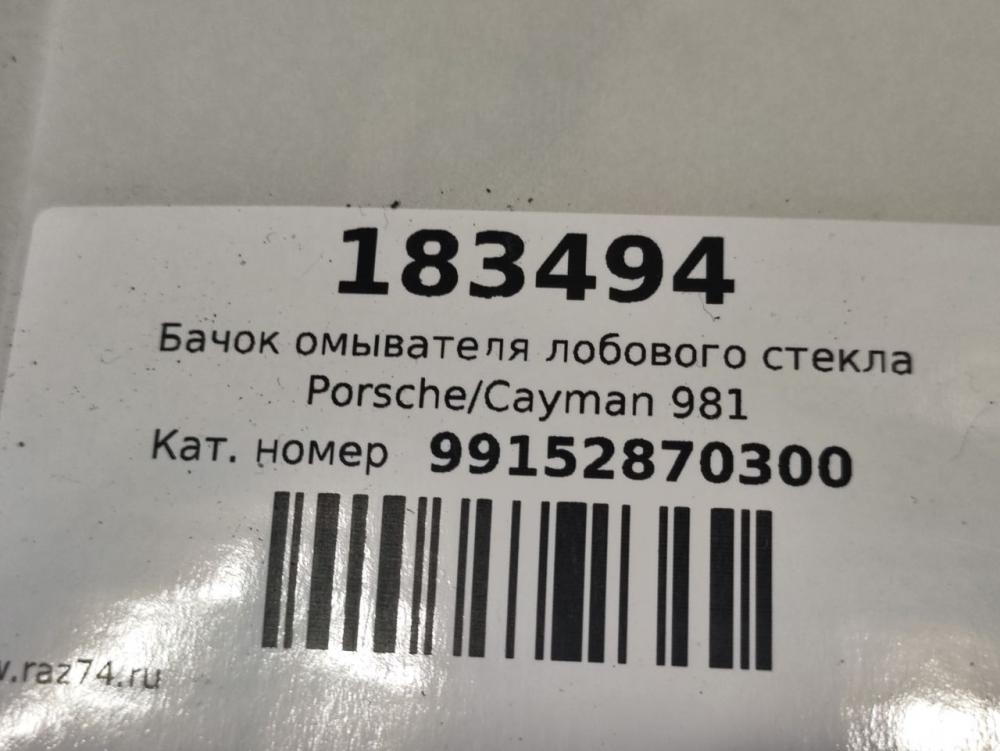 183494
Бачок омывателя лобового стекла
Porsche/Cayman 981
Кат. номер 99152870300
.raz74.ru